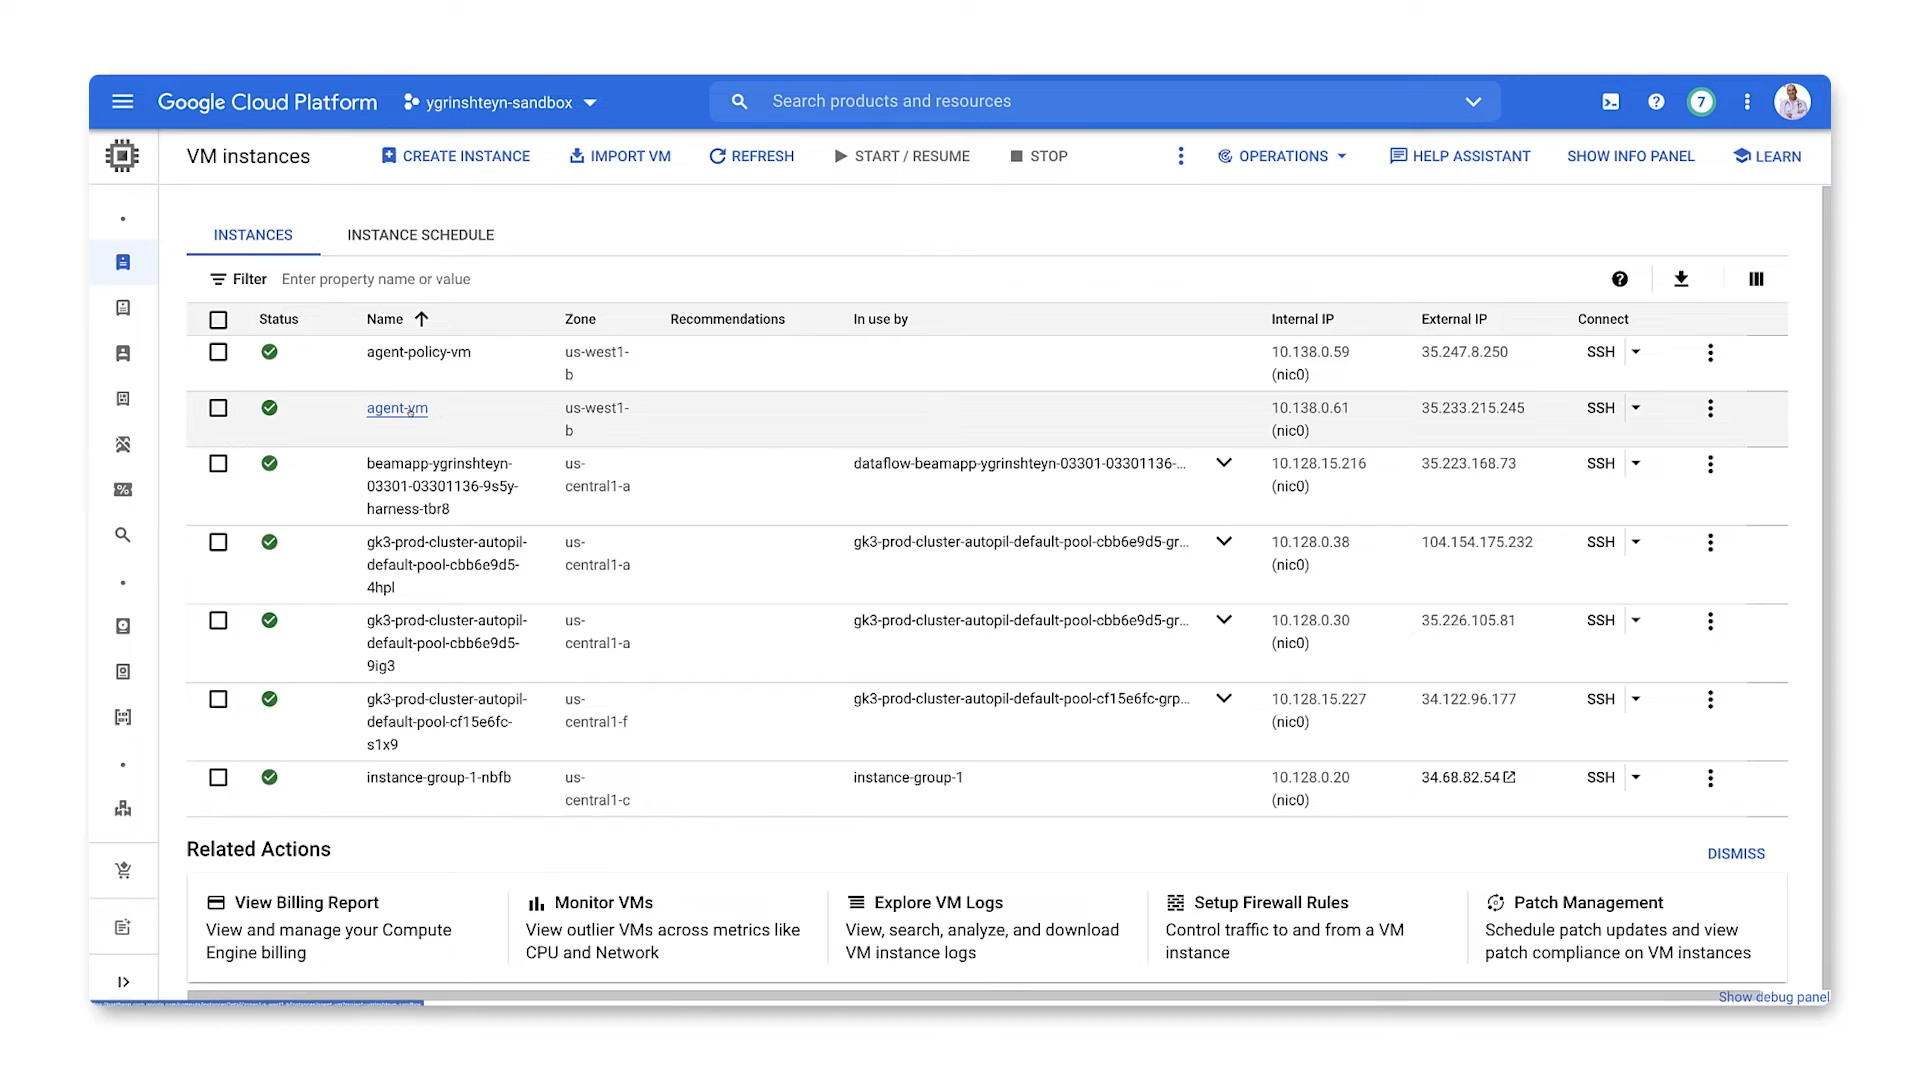 Google Cloud Platform
ygrinshteyn-sandbox
Search products and resources
7
VM instances
CREATE INSTANCE
IMPORT VM
REFRESH
START / RESUME
STOP
OPERATIONS
HELP ASSISTANT
SHOW INFO PANEL
LEARN
INSTANCES
INSTANCE SCHEDULE
Filter
Enter property name or value
Status
Name
Zone
Recommendations
In use by
Internal IP
External IP
Connect
agent-policy-vm
us-west1-
b
10.138.0.59
(nic0)
35.247.8.250
SSH
agent-vm
us-west1-
b
10.138.0.61
(nic0)
35.233.215.245
SSH
beamapp-ygrinshteyn-
03301-03301136-9s5y-
harness-tbr8
us-
central1-a
dataflow-beamapp-ygrinshteyn-03301-03301136-...
10.128.15.216
(nic0)
35.223.168.73
SSH
gk3-prod-cluster-autopil-
default-pool-cbb6e9d5-
4hpl
us-
central1-a
gk3-prod-cluster-autopil-default-pool-cbb6e9d5-gr...
10.128.0.38
(nic0)
104.154.175.232
SSH
gk3-prod-cluster-autopil-
default-pool-cbb6e9d5-
9ig3
us-
central1-a
gk3-prod-cluster-autopil-default-pool-cbb6e9d5-gr...
10.128.0.30
(nic0)
35.226.105.81
SSH
gk3-prod-cluster-autopil-
default-pool-cf15e6fc-
s1x9
us-
central1-f
gk3-prod-cluster-autopil-default-pool-cf15e6fc-grp...
10.128.15.227
(nic0)
34.122.96.177
SSH
instance-group-1-nbfb
us-
central1-c
instance-group-1
10.128.0.20
(nic0)
34.68.82.54
SSH
Related Actions
DISMISS
View Billing Report
View and manage your Compute
Engine billing
Monitor VMs
View outlier VMs across metrics like
CPU and Network
Explore VM Logs
View, search, analyze, and download
VM instance logs
Setup Firewall Rules
Control traffic to and from a VM
instance
Patch Management
Schedule patch updates and view
patch compliance on VM instances
Show debug panel